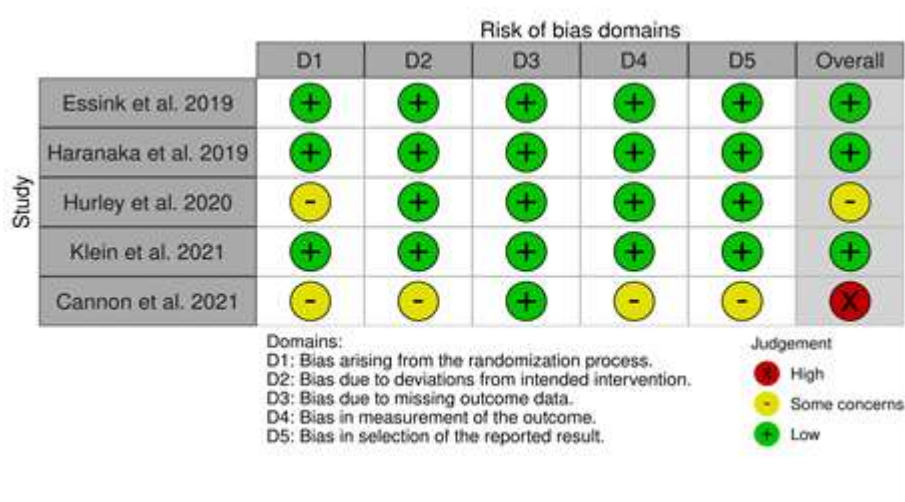 Risk of bias domains
D1 D2 D3 D4 D5 Overall
Study
Essink et al. 2019 + + + + + +
Haranaka et al. 2019 + + + + + +
Hurley et al. 2020 - + + + + -
Klein et al. 2021 + + + + + +
Cannon et al. 2021 - - + - - X
Domains:
D1: Bias arising from the randomization process.
D2: Bias due to deviations from intended intervention.
D3: Bias due to missing outcome data.
D4: Bias in measurement of the outcome.
D5: Bias in selection of the reported result.
Judgement
X High
- Some concerns
+ Low